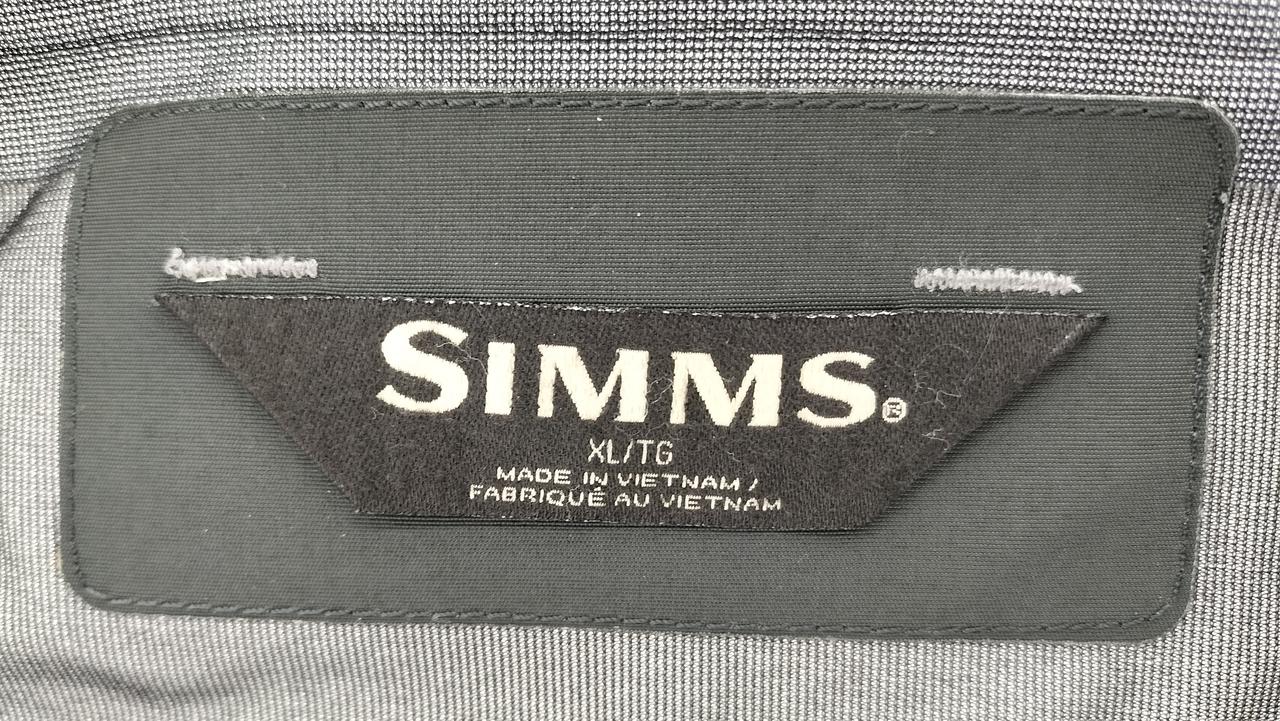 SIMMS®
XL/TG
MADE IN VIETNAM /
FABRIQUÉ AU VIETNAM